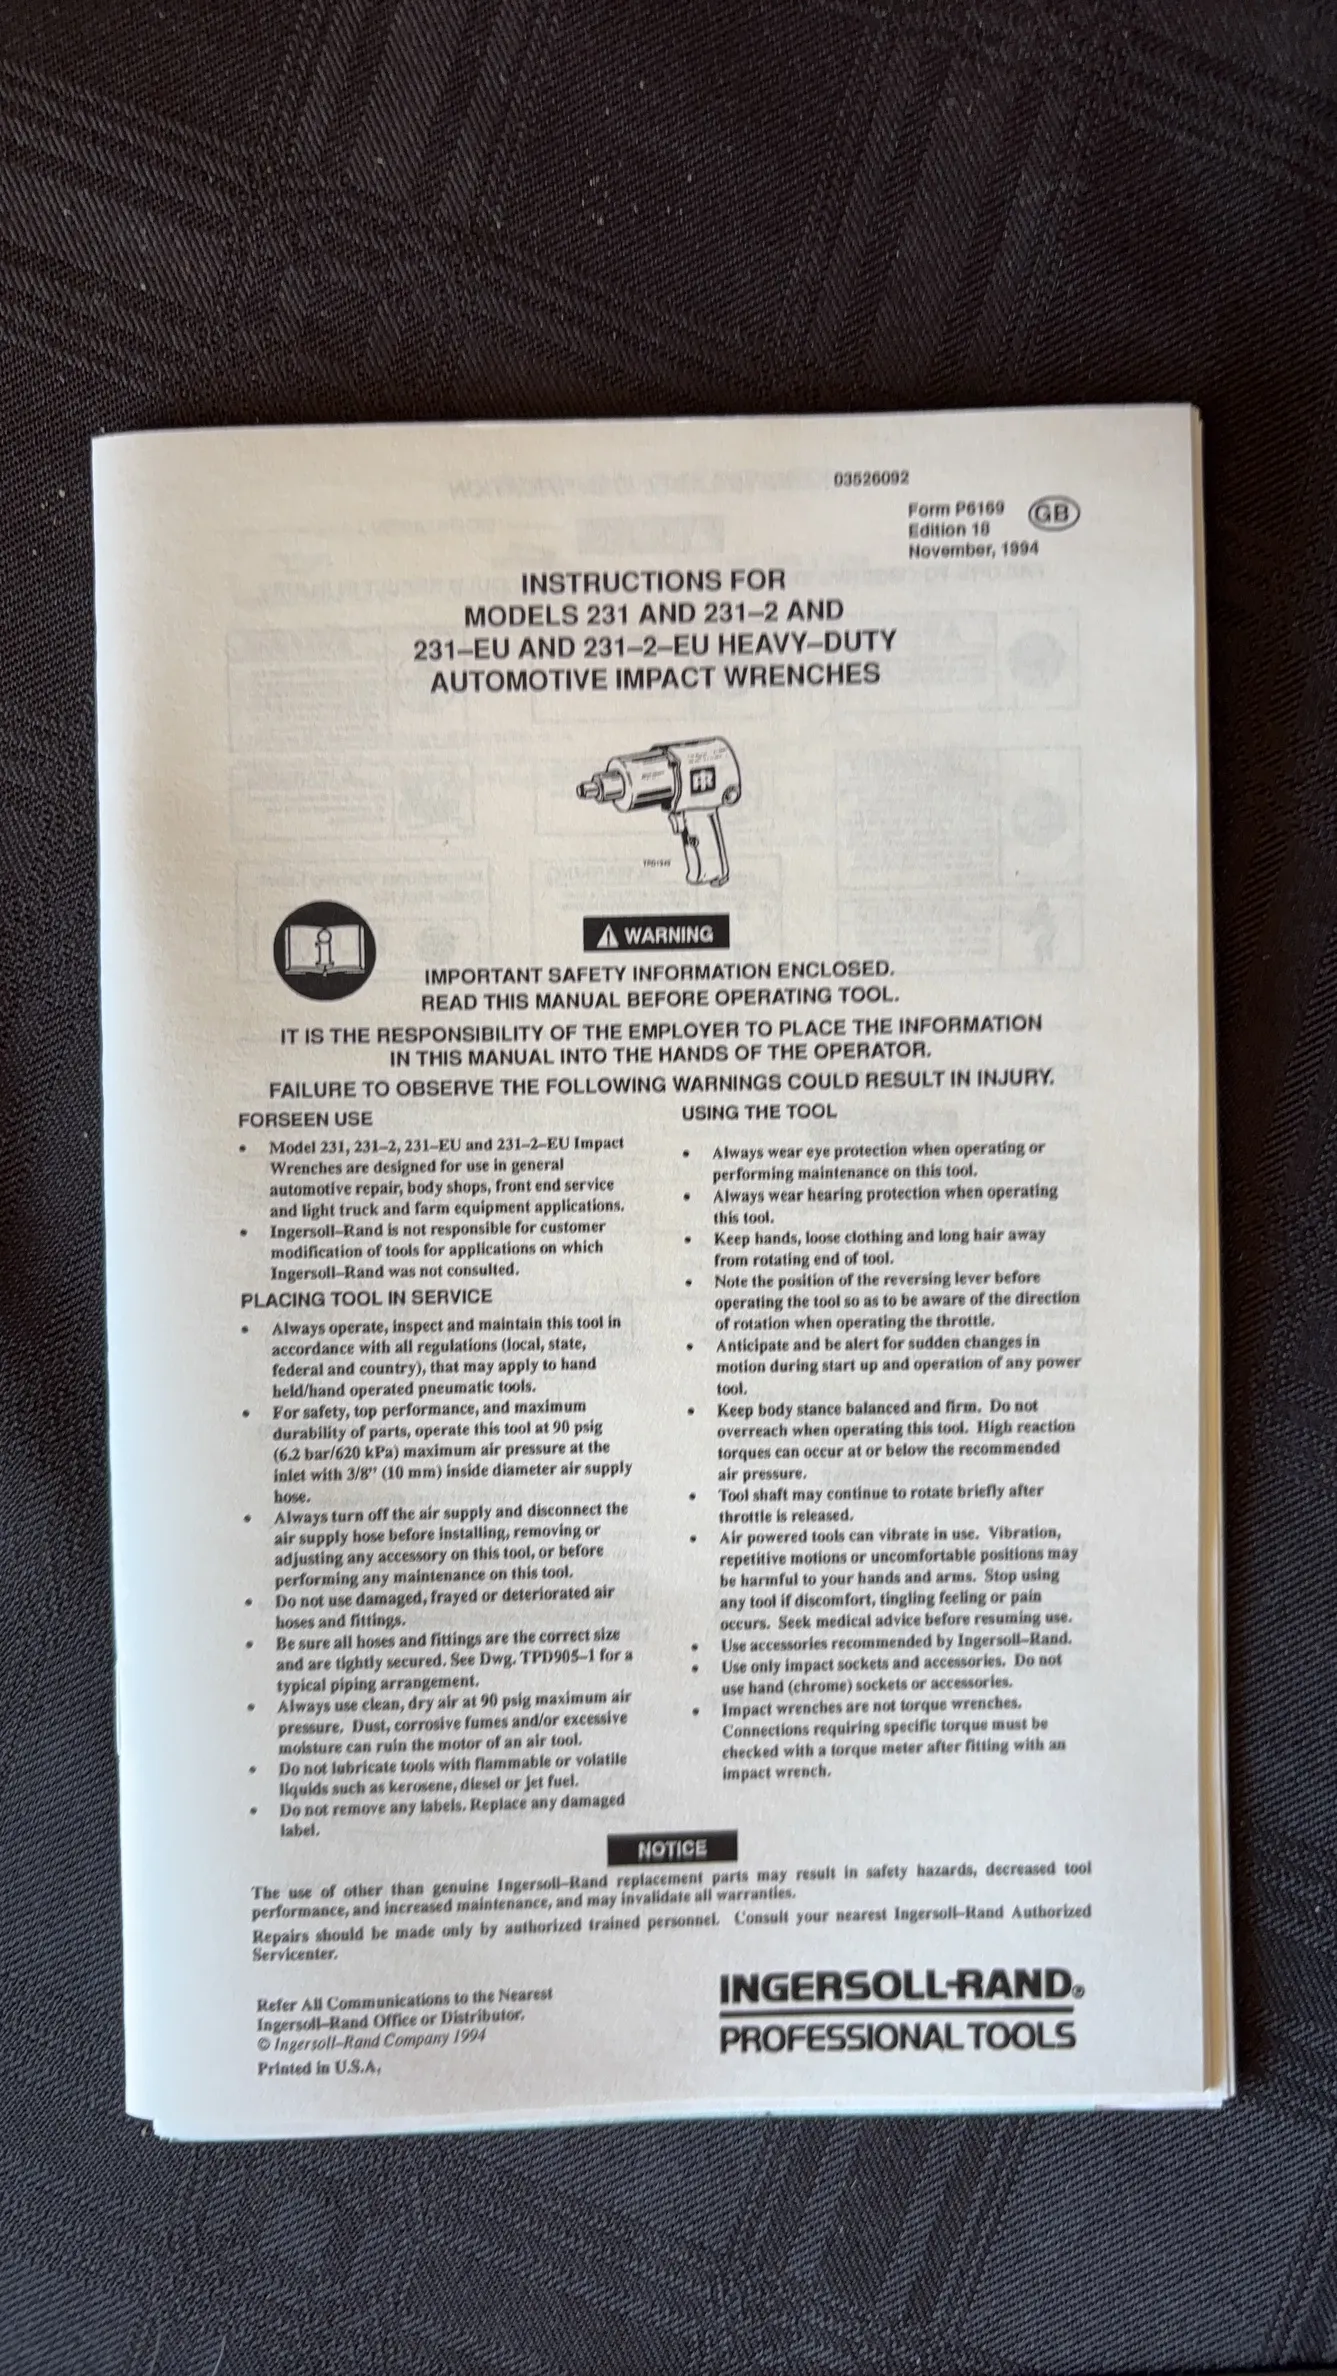 03526092
Form P6169
Edition 18
November, 1994
GB
INSTRUCTIONS FOR
MODELS 231 AND 231–2 AND
231–EU AND 231–2–EU HEAVY–DUTY
AUTOMOTIVE IMPACT WRENCHES
IR
TPD1249
WARNING
IMPORTANT SAFETY INFORMATION ENCLOSED.
READ THIS MANUAL BEFORE OPERATING TOOL.
IT IS THE RESPONSIBILITY OF THE EMPLOYER TO PLACE THE INFORMATION
IN THIS MANUAL INTO THE HANDS OF THE OPERATOR.
FAILURE TO OBSERVE THE FOLLOWING WARNINGS COULD RESULT IN INJURY.
FORSEEN USE
• Model 231, 231–2, 231–EU and 231–2–EU Impact
Wrenches are designed for use in general
automotive repair, body shops, front end service
and light truck and farm equipment applications.
• Ingersoll–Rand is not responsible for customer
modification of tools for applications on which
Ingersoll–Rand was not consulted.
PLACING TOOL IN SERVICE
• Always operate, inspect and maintain this tool in
accordance with all regulations (local, state,
federal and country), that may apply to hand
held/hand operated pneumatic tools.
• For safety, top performance, and maximum
durability of parts, operate this tool at 90 psig
(6.2 bar/620 kPa) maximum air pressure at the
inlet with 3/8" (10 mm) inside diameter air supply
hose.
• Always turn off the air supply and disconnect the
air supply hose before installing, removing or
adjusting any accessory on this tool, or before
performing any maintenance on this tool.
• Do not use damaged, frayed or deteriorated air
hoses and fittings.
• Be sure all hoses and fittings are the correct size
and are tightly secured. See Dwg. TPD905–1 for a
typical piping arrangement.
• Always use clean, dry air at 90 psig maximum air
pressure. Dust, corrosive fumes and/or excessive
moisture can ruin the motor of an air tool.
• Do not lubricate tools with flammable or volatile
liquids such as kerosene, diesel or jet fuel.
• Do not remove any labels. Replace any damaged
label.
USING THE TOOL
• Always wear eye protection when operating or
performing maintenance on this tool.
• Always wear hearing protection when operating
this tool.
• Keep hands, loose clothing and long hair away
from rotating end of tool.
• Note the position of the reversing lever before
operating the tool so as to be aware of the direction
of rotation when operating the throttle.
• Anticipate and be alert for sudden changes in
motion during start up and operation of any power
tool.
• Keep body stance balanced and firm. Do not
overreach when operating this tool. High reaction
torques can occur at or below the recommended
air pressure.
• Tool shaft may continue to rotate briefly after
throttle is released.
• Air powered tools can vibrate in use. Vibration,
repetitive motions or uncomfortable positions may
be harmful to your hands and arms. Stop using
any tool if discomfort, tingling feeling or pain
occurs. Seek medical advice before resuming use.
• Use accessories recommended by Ingersoll–Rand.
• Use only impact sockets and accessories. Do not
use hand (chrome) sockets or accessories.
• Impact wrenches are not torque wrenches.
Connections requiring specific torque must be
checked with a torque meter after fitting with an
impact wrench.
NOTICE
The use of other than genuine Ingersoll–Rand replacement parts may result in safety hazards, decreased tool
performance, and increased maintenance, and may invalidate all warranties.
Repairs should be made only by authorized trained personnel. Consult your nearest Ingersoll–Rand Authorized
Servicenter.
Refer All Communications to the Nearest
Ingersoll–Rand Office or Distributor.
© Ingersoll–Rand Company 1994
Printed in U.S.A.
INGERSOLL-RAND®
PROFESSIONAL TOOLS